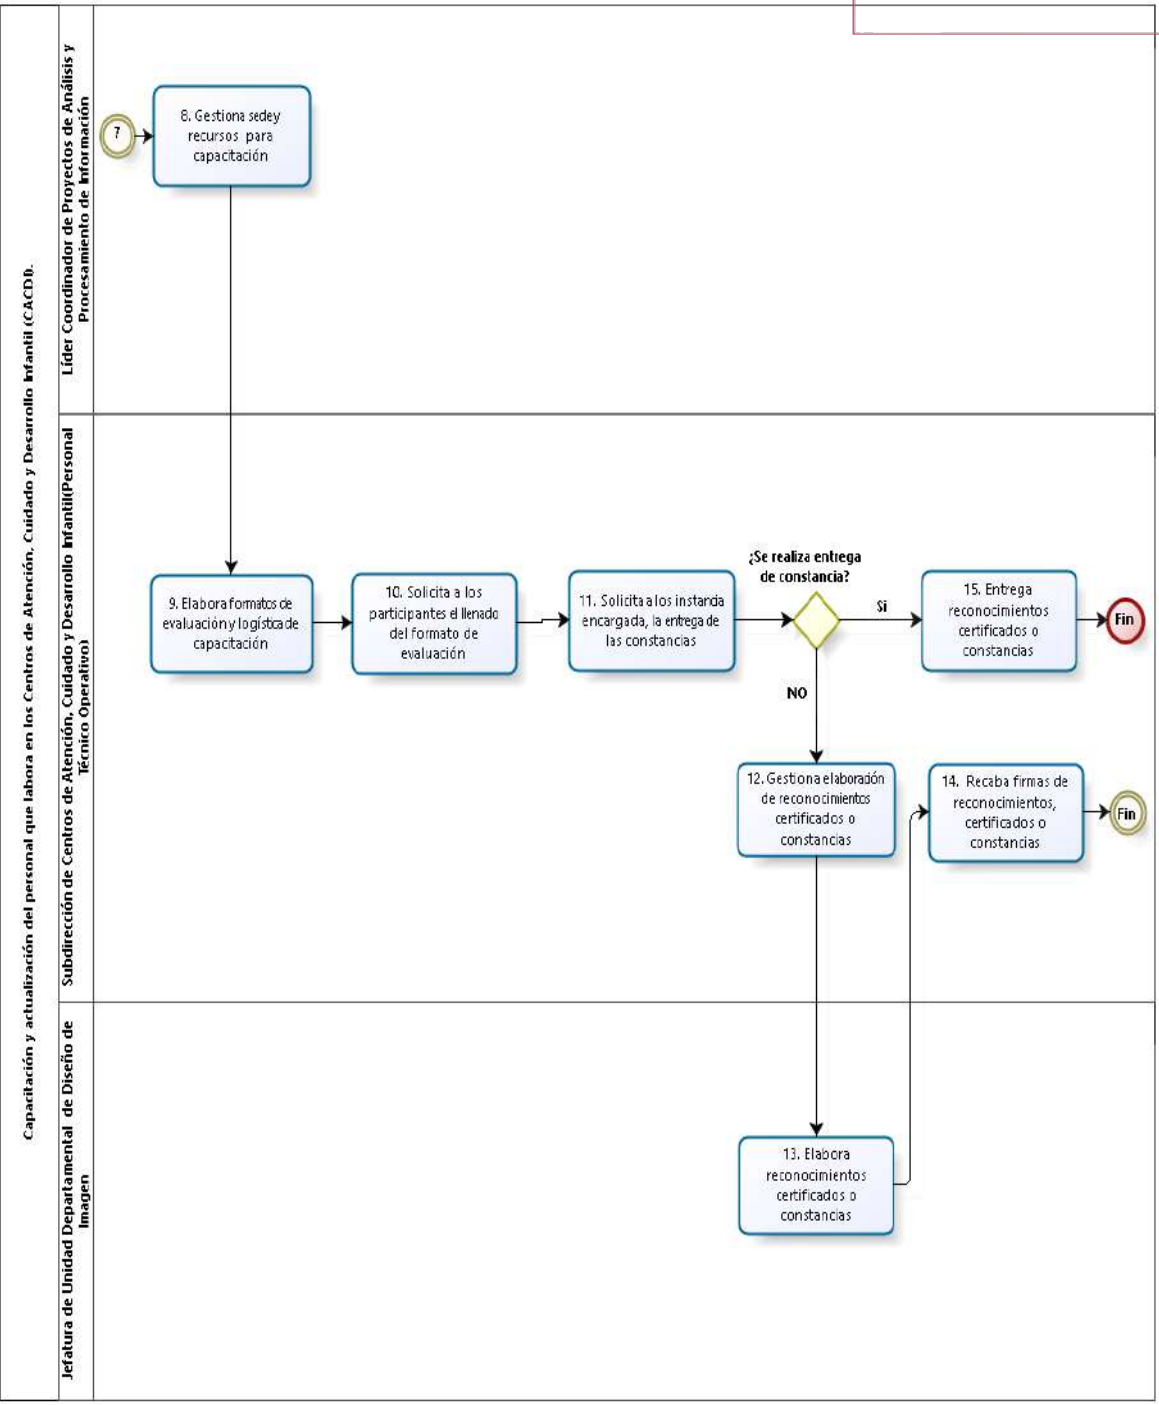 Capacitación y actualización del personal que labora en los Centros de Atención, Cuidado y Desarrollo Infantil (CACDI).
Líder Coordinador de Proyectos de Análisis y
Procesamiento de Información
7
8. Gestiona sedey
recursos para
capacitación
Subdirección de Centros de Atención, Cuidado y Desarrollo Infantil(Personal
Técnico Operativo)
9. Elabora formatos de
evaluación y logística de
capacitación
10. Solicita a los
participantes el llenado
del formato de
evaluación
11. Solicita a los instancia
encargada, la entrega de
las constancias
¿Se realiza entrega
de constancia?
Si
15. Entrega
reconocimientos
certificados o
constancias
Fin
NO
12. Gestiona elaboración
de reconocimientos
certificados o
constancias
14. Recaba firmas de
reconocimientos,
certificados o
constancias
Fin
Jefatura de Unidad Departamental de Diseño de
Imagen
13. Elabora
reconocimientos
certificados o
constancias